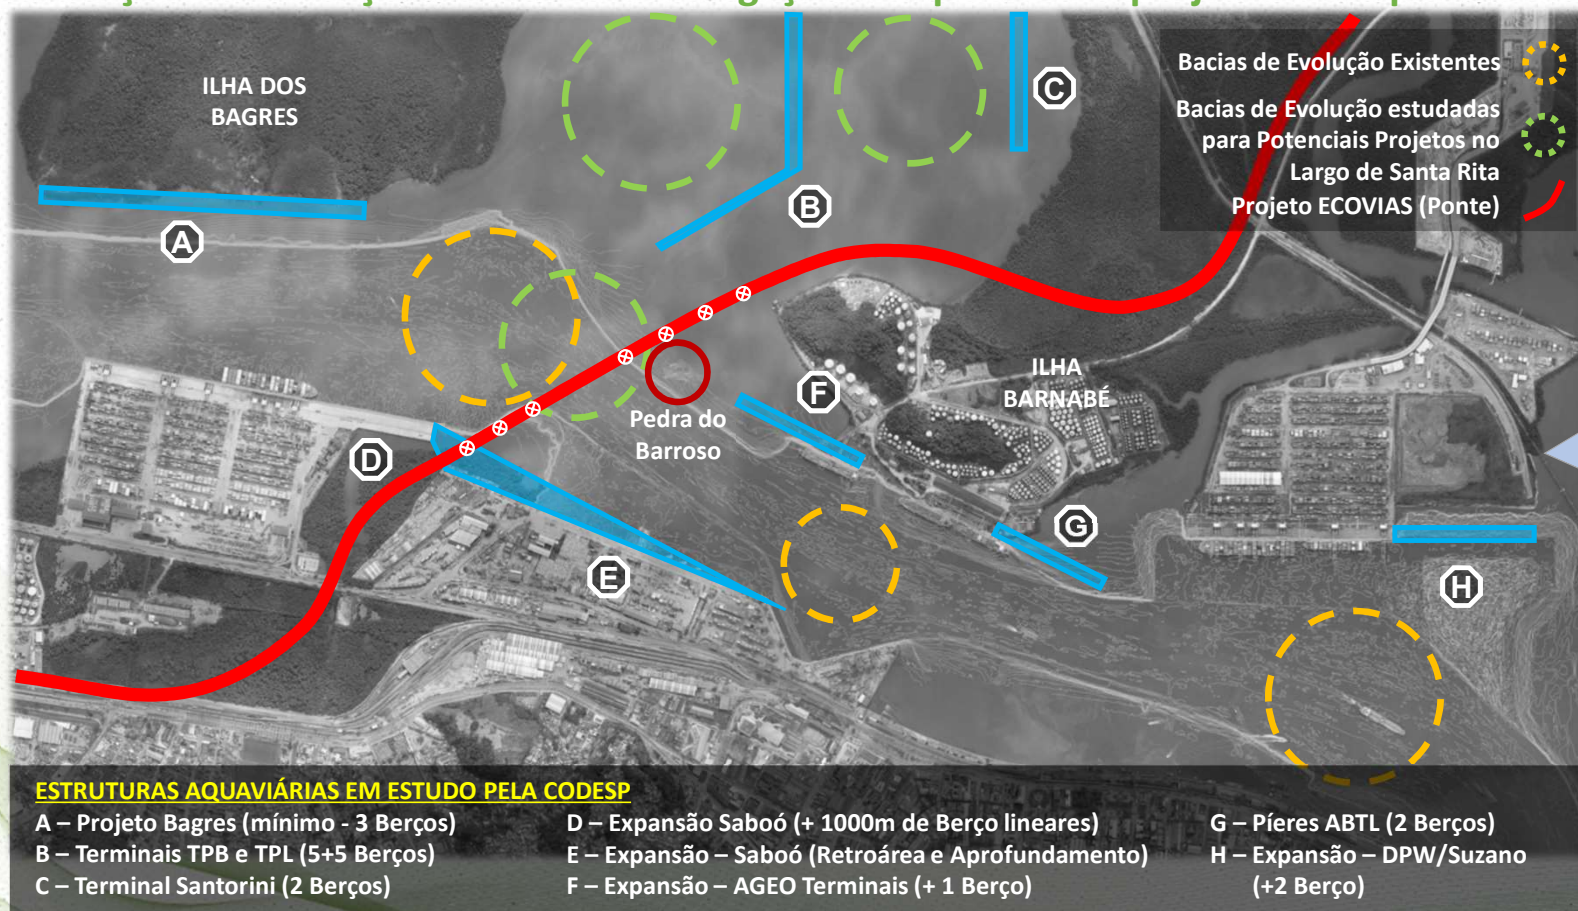 ILHA DOS
BAGRES
C
Bacias de Evolução Existentes
Bacias de Evolução estudadas
para Potenciais Projetos no
Largo de Santa Rita
Projeto ECOVIAS (Ponte)
B
A
ILHA
BARNABÉ
F
Pedra do
Barroso
D
G
E
H
ESTRUTURAS AQUAVIÁRIAS EM ESTUDO PELA CODESP
A – Projeto Bagres (mínimo - 3 Berços)
B – Terminais TPB e TPL (5+5 Berços)
C – Terminal Santorini (2 Berços)
D – Expansão Saboó (+ 1000m de Berço lineares)
E – Expansão – Saboó (Retroárea e Aprofundamento)
F – Expansão – AGEO Terminais (+ 1 Berço)
G – Píeres ABTL (2 Berços)
H – Expansão – DPW/Suzano
(+2 Berço)